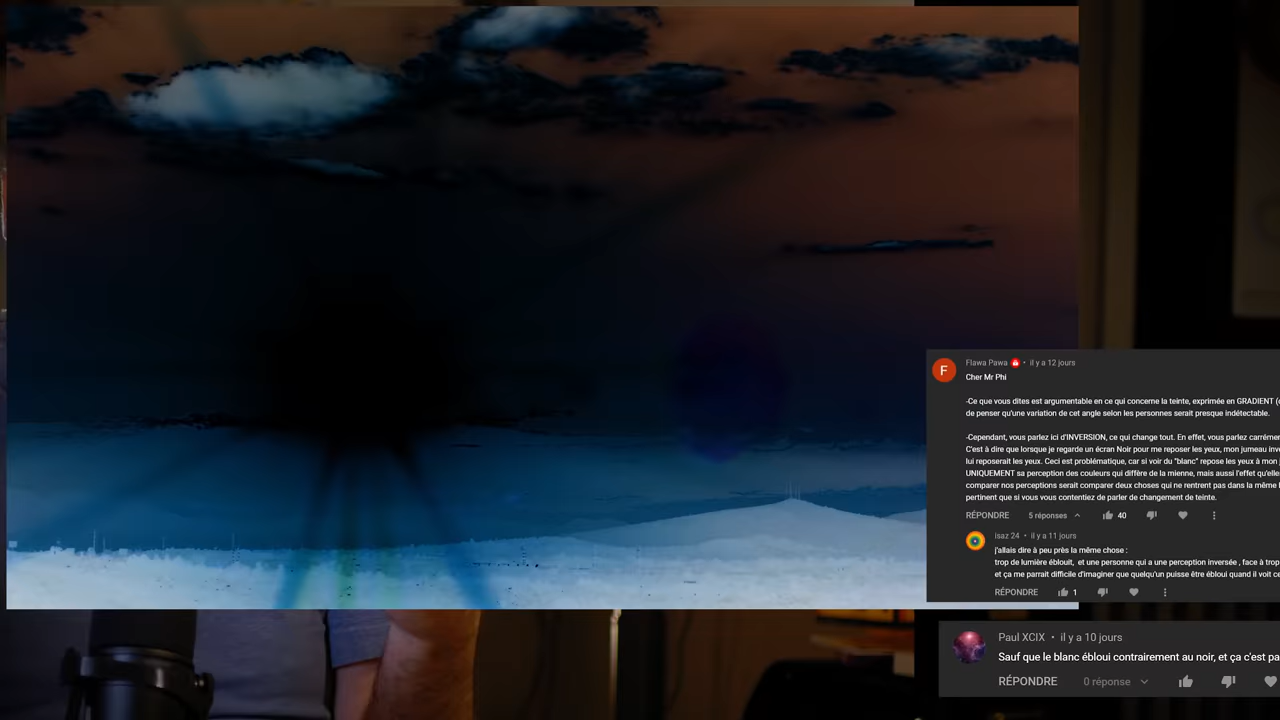 Flawa Pawa • il y a 12 jours
Cher Mr Phi
-Ce que vous dites est argumentable en ce qui concerne la teinte, exprimée en GRADIENT
de penser qu'une variation de cet angle selon les personnes serait presque indétectable.
-Cependant, vous parlez ici d'INVERSION, ce qui change tout. En effet, vous parlez
C'est à dire que lorsque je regarde un écran Noir pour me reposer les yeux, mon jumeau
lui reposerait les yeux. Ceci est problématique, car si voir du "blanc" repose les yeux à mon
UNIQUEMENT sa perception des couleurs qui diffère de la mienne, mais aussi l'effet
comparer nos perceptions serait comparer deux choses qui ne rentrent pas dans la même
pertinent que si vous vous contentiez de parler de changement de teinte.
RÉPONDRE 5 réponses 40
isaz 24 • il y a 11 jours
j'allais dire à peu près la même chose :
trop de lumière éblouit, et une personne qui a une perception inversée , face à trop
et ça me parrait difficile d'imaginer que quelqu'un puisse être ébloui quand il voit
RÉPONDRE 1
Paul XCIX • il y a 10 jours
Sauf que le blanc ébloui contrairement au noir, et ça c'est
RÉPONDRE 0 réponse